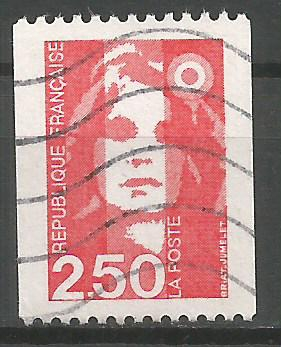 REPUBLIQUE FRANÇAISE
2.50
LA POSTE
BRIAT.JUMELET